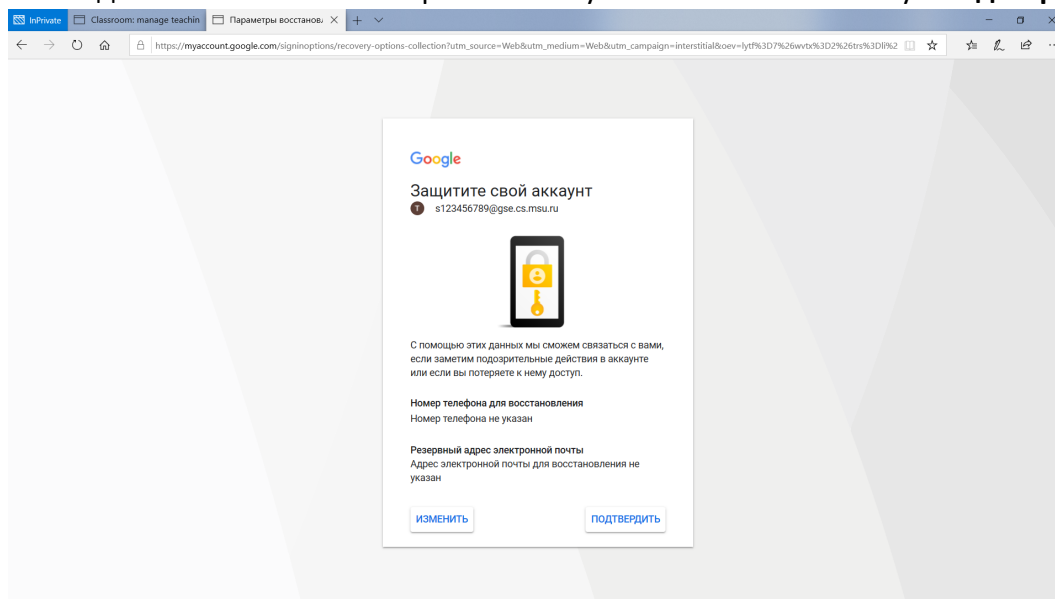 InPrivate
Classroom: manage teachin
Параметры восстанов
https://myaccount.google.com/signinoptions/recovery-options-collection?utm_source=Web&utm_medium=Web&utm_campaign=interstitial&oev=lytf%3D7%26wvtx%3D2%26trs%3Dli%2
Google
Защитите свой аккаунт
T s123456789@gse.cs.msu.ru
С помощью этих данных мы сможем связаться с вами,
если заметим подозрительные действия в аккаунте
или если вы потеряете к нему доступ.
Номер телефона для восстановления
Номер телефона не указан
Резервный адрес электронной почты
Адрес электронной почты для восстановления не
указан
ИЗМЕНИТЬ
ПОДТВЕРДИТЬ